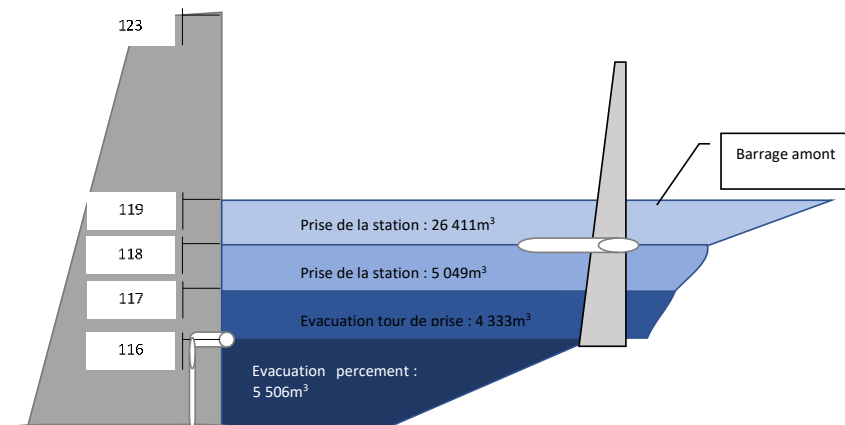 123
Barrage amont
119
Prise de la station : 26 411m³
118
Prise de la station : 5 049m³
117
Evacuation tour de prise : 4 333m³
116
Evacuation percement :
5 506m³